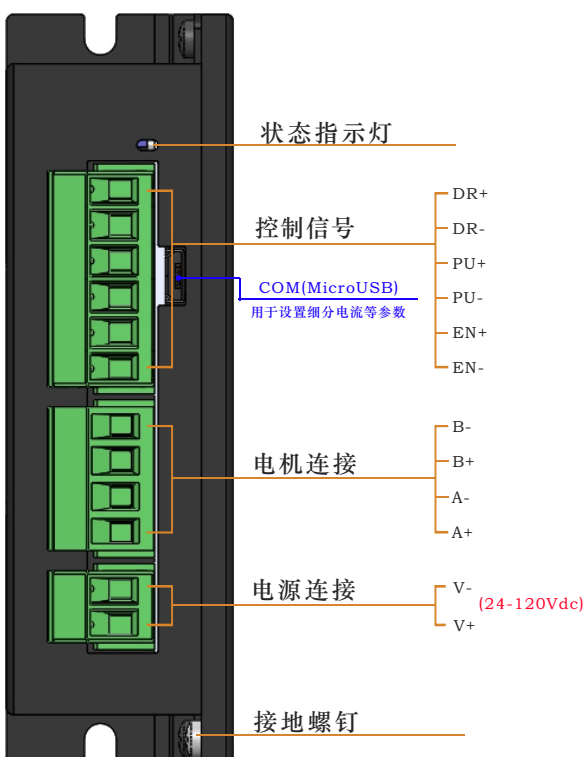 状态指示灯
控制信号
DR+
DR-
PU+
PU-
EN+
EN-
COM(MicroUSB)
用于设置细分电流等参数
电机连接
B-
B+
A-
A+
电源连接
V-
(24-120Vdc)
V+
接地螺钉